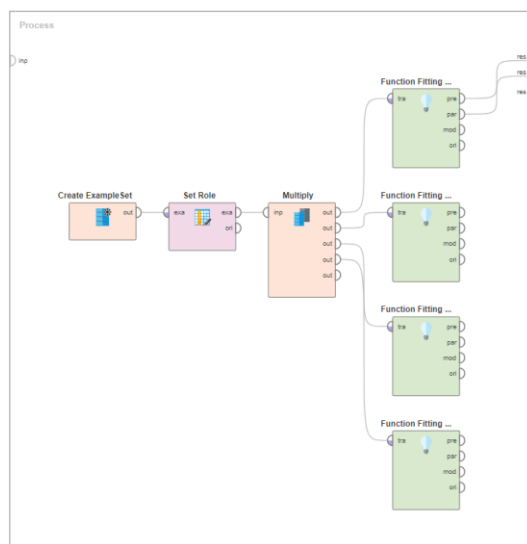 Process
inp
res
res
res
Function Fitting ...
tra
pre
par
mod
ori
Create ExampleSet
out
Set Role
exa
exa
ori
Multiply
inp
out
out
out
out
out
Function Fitting ...
tra
pre
par
mod
ori
Function Fitting ...
tra
pre
par
mod
ori
Function Fitting ...
tra
pre
par
mod
ori